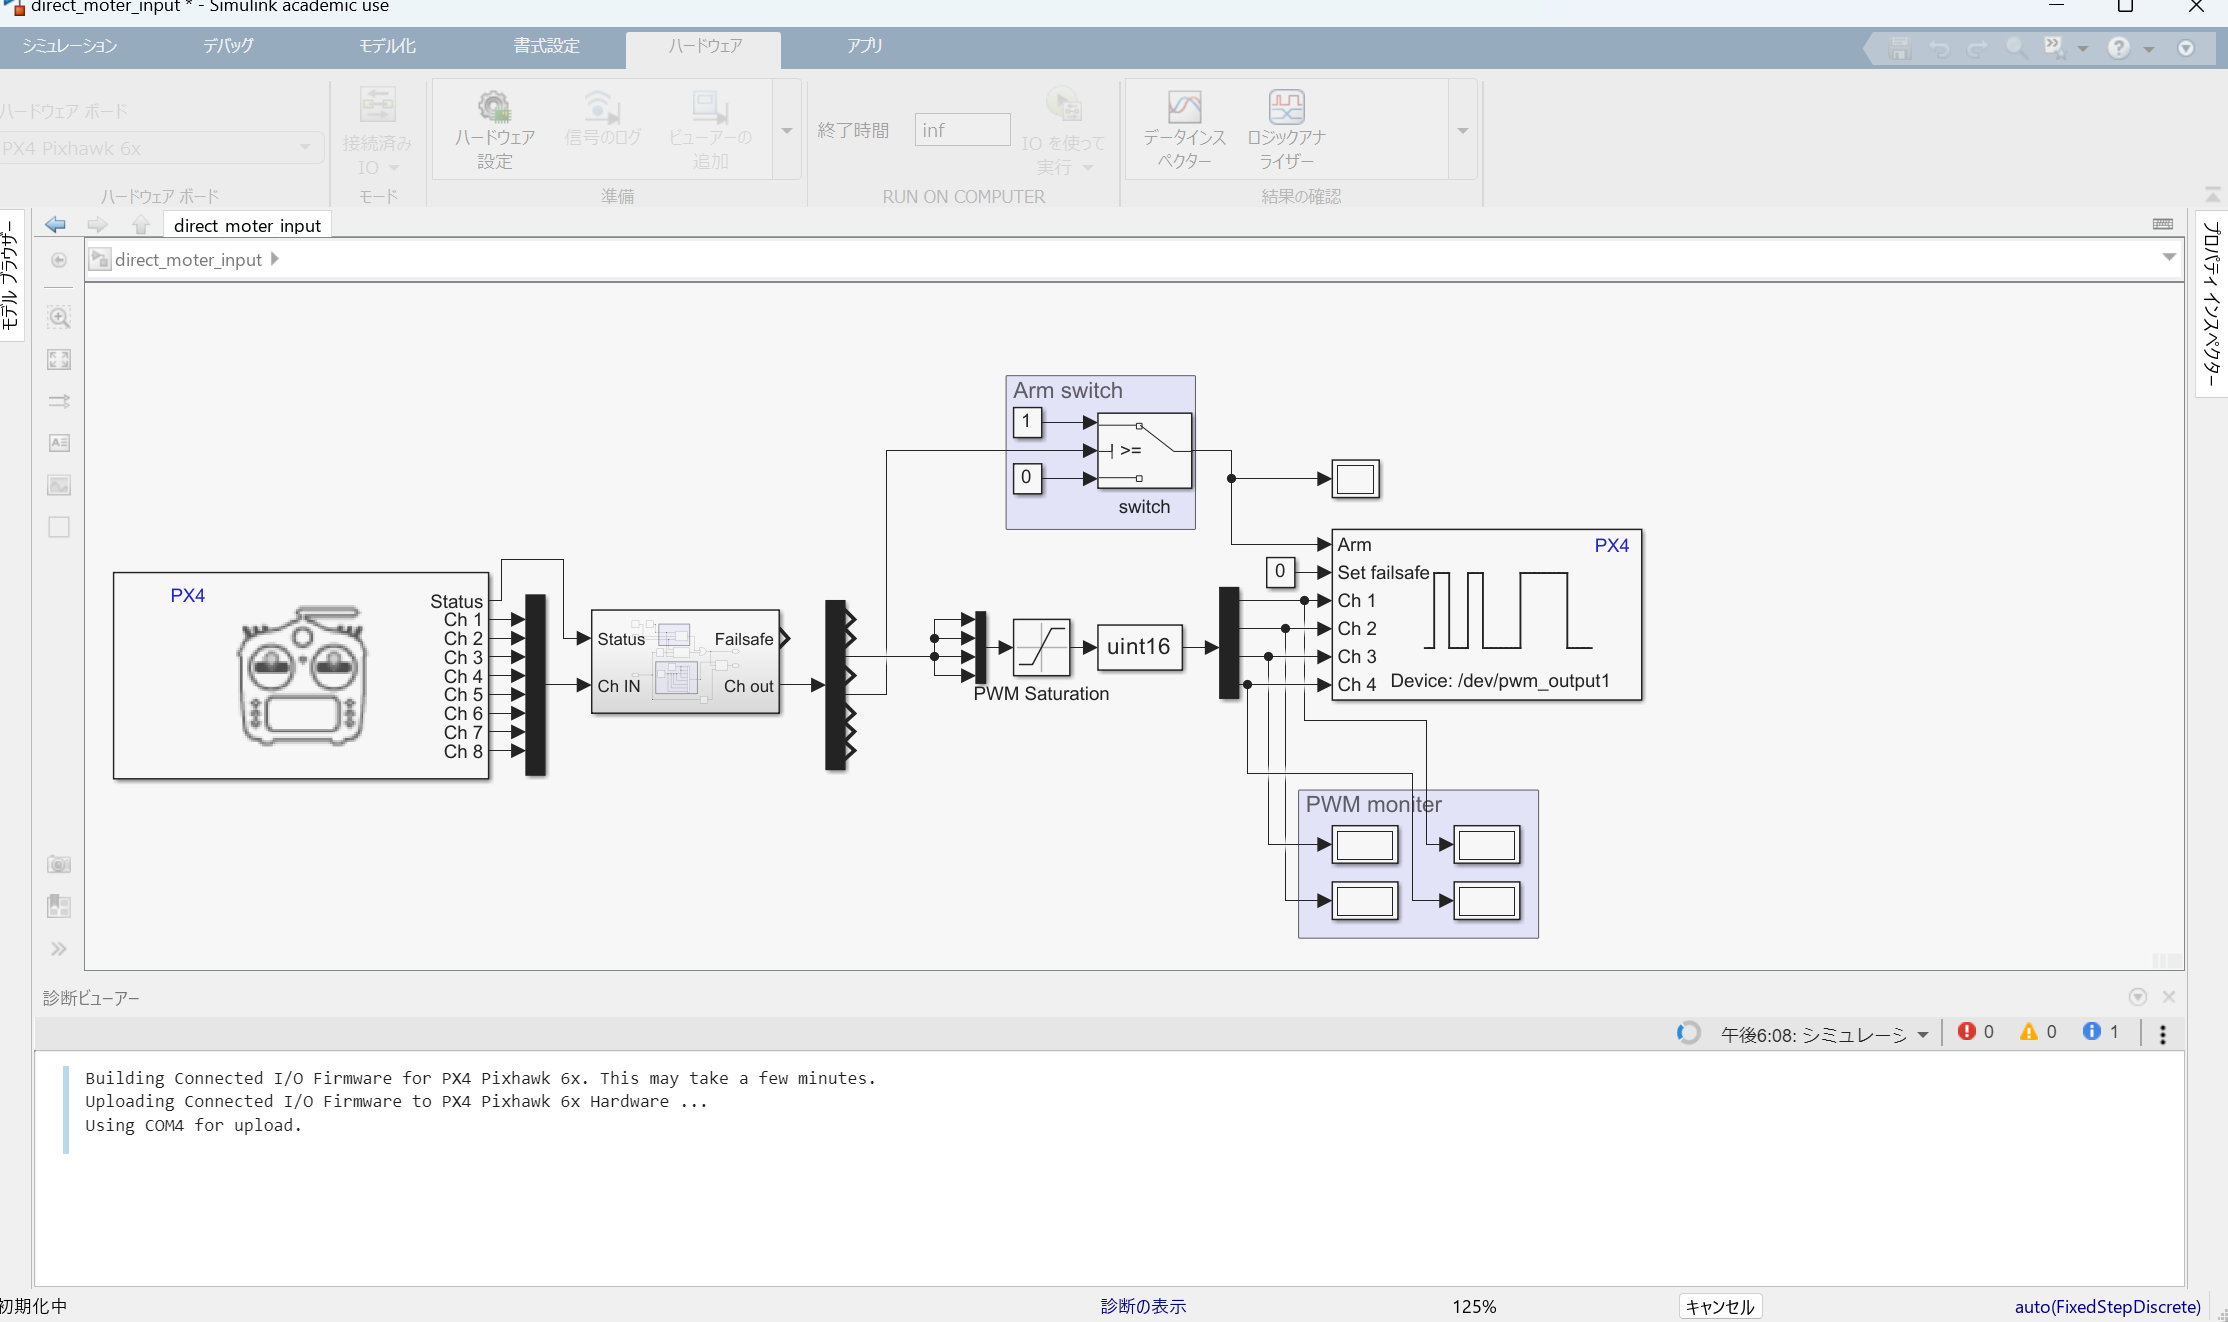 direct_moter_input * - Simulink academic use
シミュレーション
デバッグ
モデル化
書式設定
ハードウェア
アプリ
ハードウェア ボード
PX4 Pixhawk 6x
ハードウェア ボード
接続済み
IO
モード
ハードウェア
設定
信号のログ
ビューアーの
追加
準備
終了時間
inf
IO を使って
実行
RUN ON COMPUTER
データインス
ペクター
ロジックアナ
ライザー
結果の確認
モデル ブラウザー
プロパティ インスペクター
direct_moter_input
direct_moter_input
Arm switch
1
>=
0
switch
PX4
Status
Ch 1
Ch 2
Ch 3
Ch 4
Ch 5
Ch 6
Ch 7
Ch 8
Status
Failsafe
Ch IN
Ch out
PWM Saturation
uint16
0
Arm
PX4
Set failsafe
Ch 1
Ch 2
Ch 3
Ch 4
Device: /dev/pwm_output1
PWM moniter
診断ビューアー
午後6:08: シミュレーシ
0
0
1
Building Connected I/O Firmware for PX4 Pixhawk 6x. This may take a few minutes.
Uploading Connected I/O Firmware to PX4 Pixhawk 6x Hardware ...
Using COM4 for upload.
初期化中
診断の表示
125%
キャンセル
auto(FixedStepDiscrete)